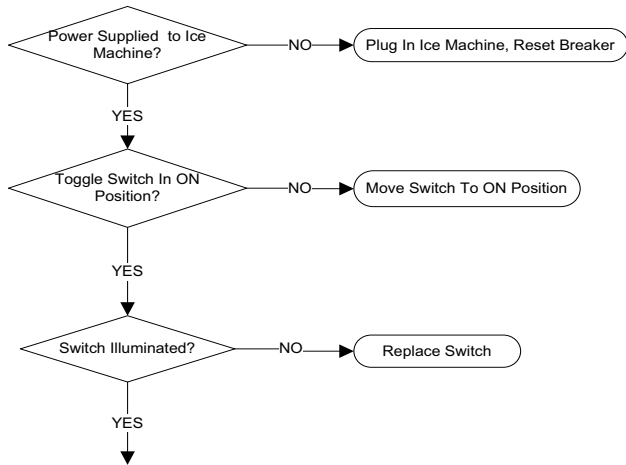 Power Supplied to Ice
Machine?
NO
Plug In Ice Machine, Reset Breaker
YES
Toggle Switch In ON
Position?
NO
Move Switch To ON Position
YES
Switch Illuminated?
NO
Replace Switch
YES